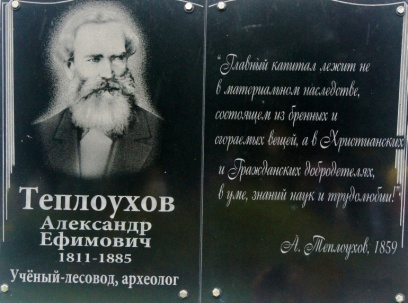 Теплоухов
Александр
Ефимович
1811-1885
Учёный-лесовод, археолог
“Главный капитал лежит не
в материальном наследстве,
состоящем из бренных и
сгораемых вещей, а в Христианских
и Гражданских добродетелях,
в уме, знаний наук и трудолюбии!”
А. Теплоухов, 1859